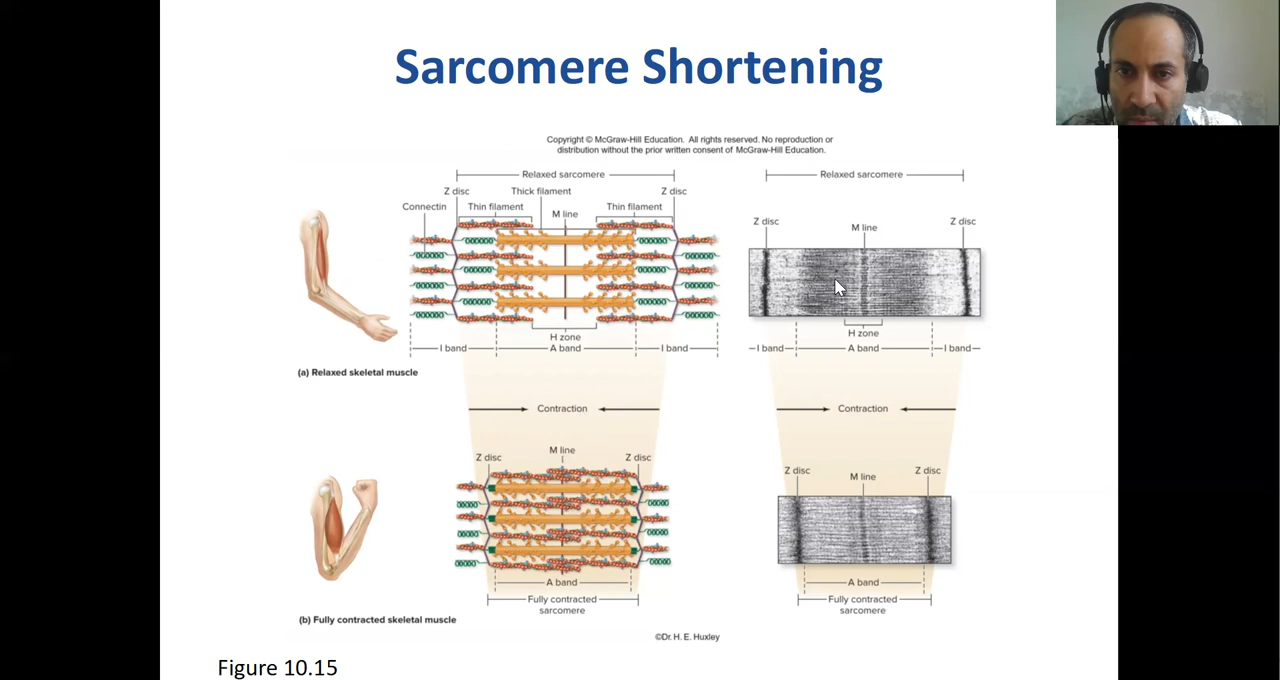 Sarcomere Shortening
Copyright © McGraw-Hill Education. All rights reserved. No reproduction or
distribution without the prior written consent of McGraw-Hill Education.
Relaxed sarcomere
Z disc
Thick filament
Z disc
Connectin
Thin filament
M line
Thin filament
H zone
I band
A band
I band
Relaxed sarcomere
Z disc
M line
Z disc
H zone
I band
A band
I band
(a) Relaxed skeletal muscle
Contraction
Contraction
M line
Z disc
Z disc
A band
Fully contracted
sarcomere
Z disc
M line
Z disc
A band
Fully contracted
sarcomere
(b) Fully contracted skeletal muscle
©Dr. H. E. Huxley
Figure 10.15